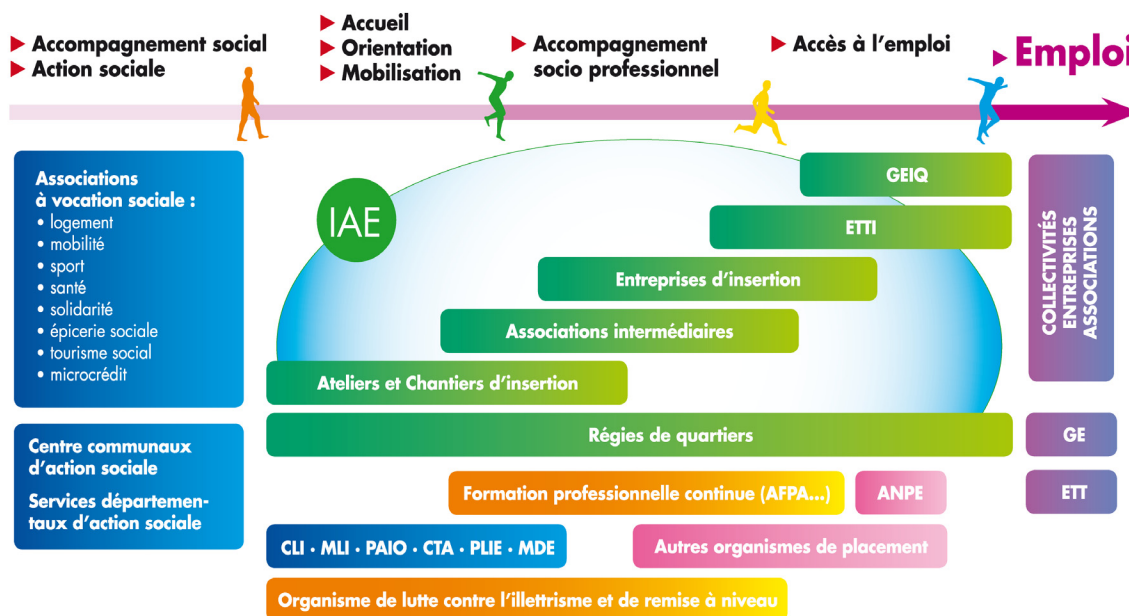 Accompagnement social
Action sociale
Accueil
Orientation
Mobilisation
Accompagnement
socio professionnel
Accès à l'emploi
Emploi
Associations
à vocation sociale :
• logement
• mobilité
• sport
• santé
• solidarité
• épicerie sociale
• tourisme social
• microcrédit
Centre communaux
d'action sociale
Services départemen-
taux d'action sociale
IAE
GEIQ
ETTI
Entreprises d'insertion
Associations intermédiaires
Ateliers et Chantiers d'insertion
Régies de quartiers
Formation professionnelle continue (AFPA...)
ANPE
CLI · MLI · PAIO · CTA · PLIE · MDE
Autres organismes de placement
Organisme de lutte contre l'illettrisme et de remise à niveau
COLLECTIVITÉS
ENTREPRISES
ASSOCIATIONS
GE
ETT